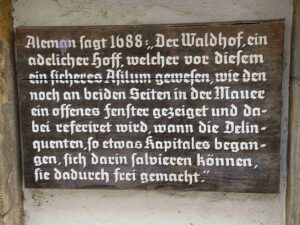 Aleman sagt 1688: „Der Waldhof, ein
adelicher Hoff, welcher vor diesem
ein sicheres Asilum gewesen, wie den
noch an beiden Seiten in der Mauer
ein offenes Fenster gezeiget und da-
bei referiret wird, wann die Delin-
quenten, so etwas Kapitales began-
gen, sich darin salvieren können,
sie dadurch frei gemacht.“